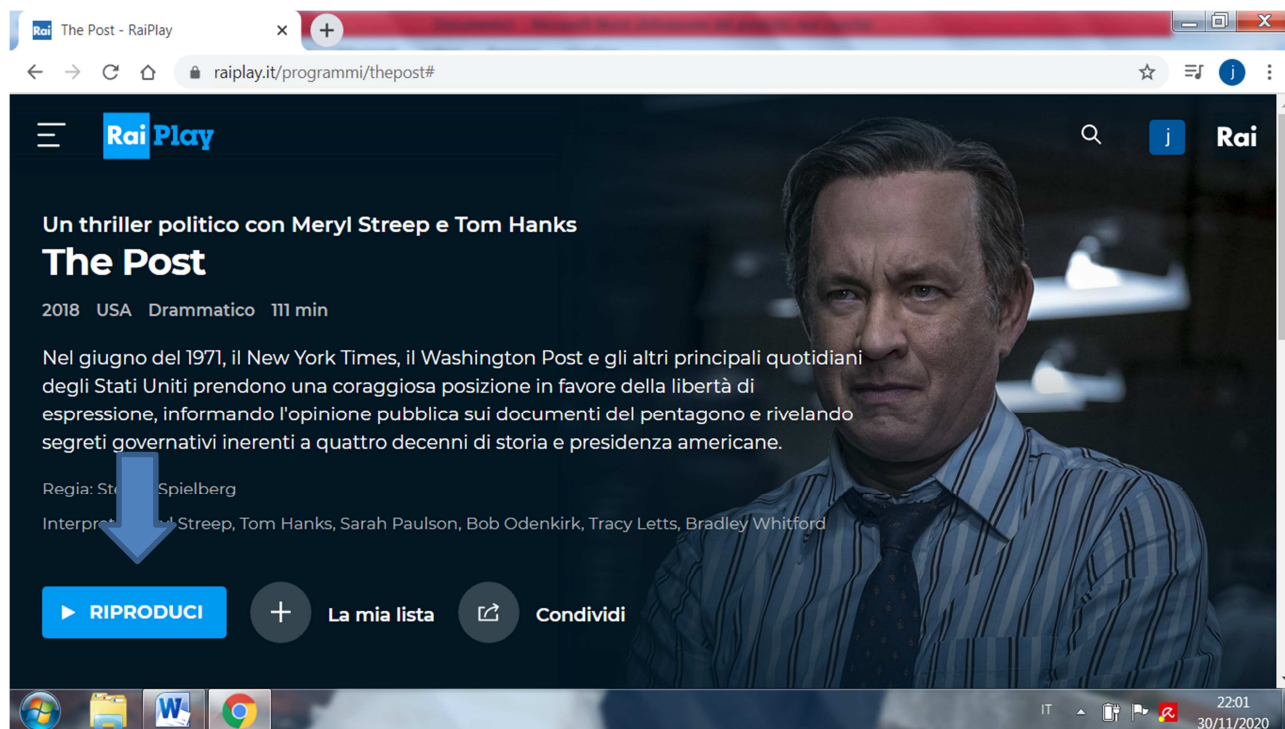 Rai The Post - RaiPlay
raiplay.it/programmi/thepost#
j
Rai Play
j
Rai
Un thriller politico con Meryl Streep e Tom Hanks
The Post
2018 USA Drammatico 111 min
Nel giugno del 1971, il New York Times, il Washington Post e gli altri principali quotidiani
degli Stati Uniti prendono una coraggiosa posizione in favore della libertà di
espressione, informando l'opinione pubblica sui documenti del pentagono e rivelando
segreti governativi inerenti a quattro decenni di storia e presidenza americane.
Regia: Spielberg
Streep, Tom Hanks, Sarah Paulson, Bob Odenkirk, Tracy Letts, Bradley Whitford
RIPRODUCI
La mia lista
Condividi
W
IT
22:01
30/11/2020